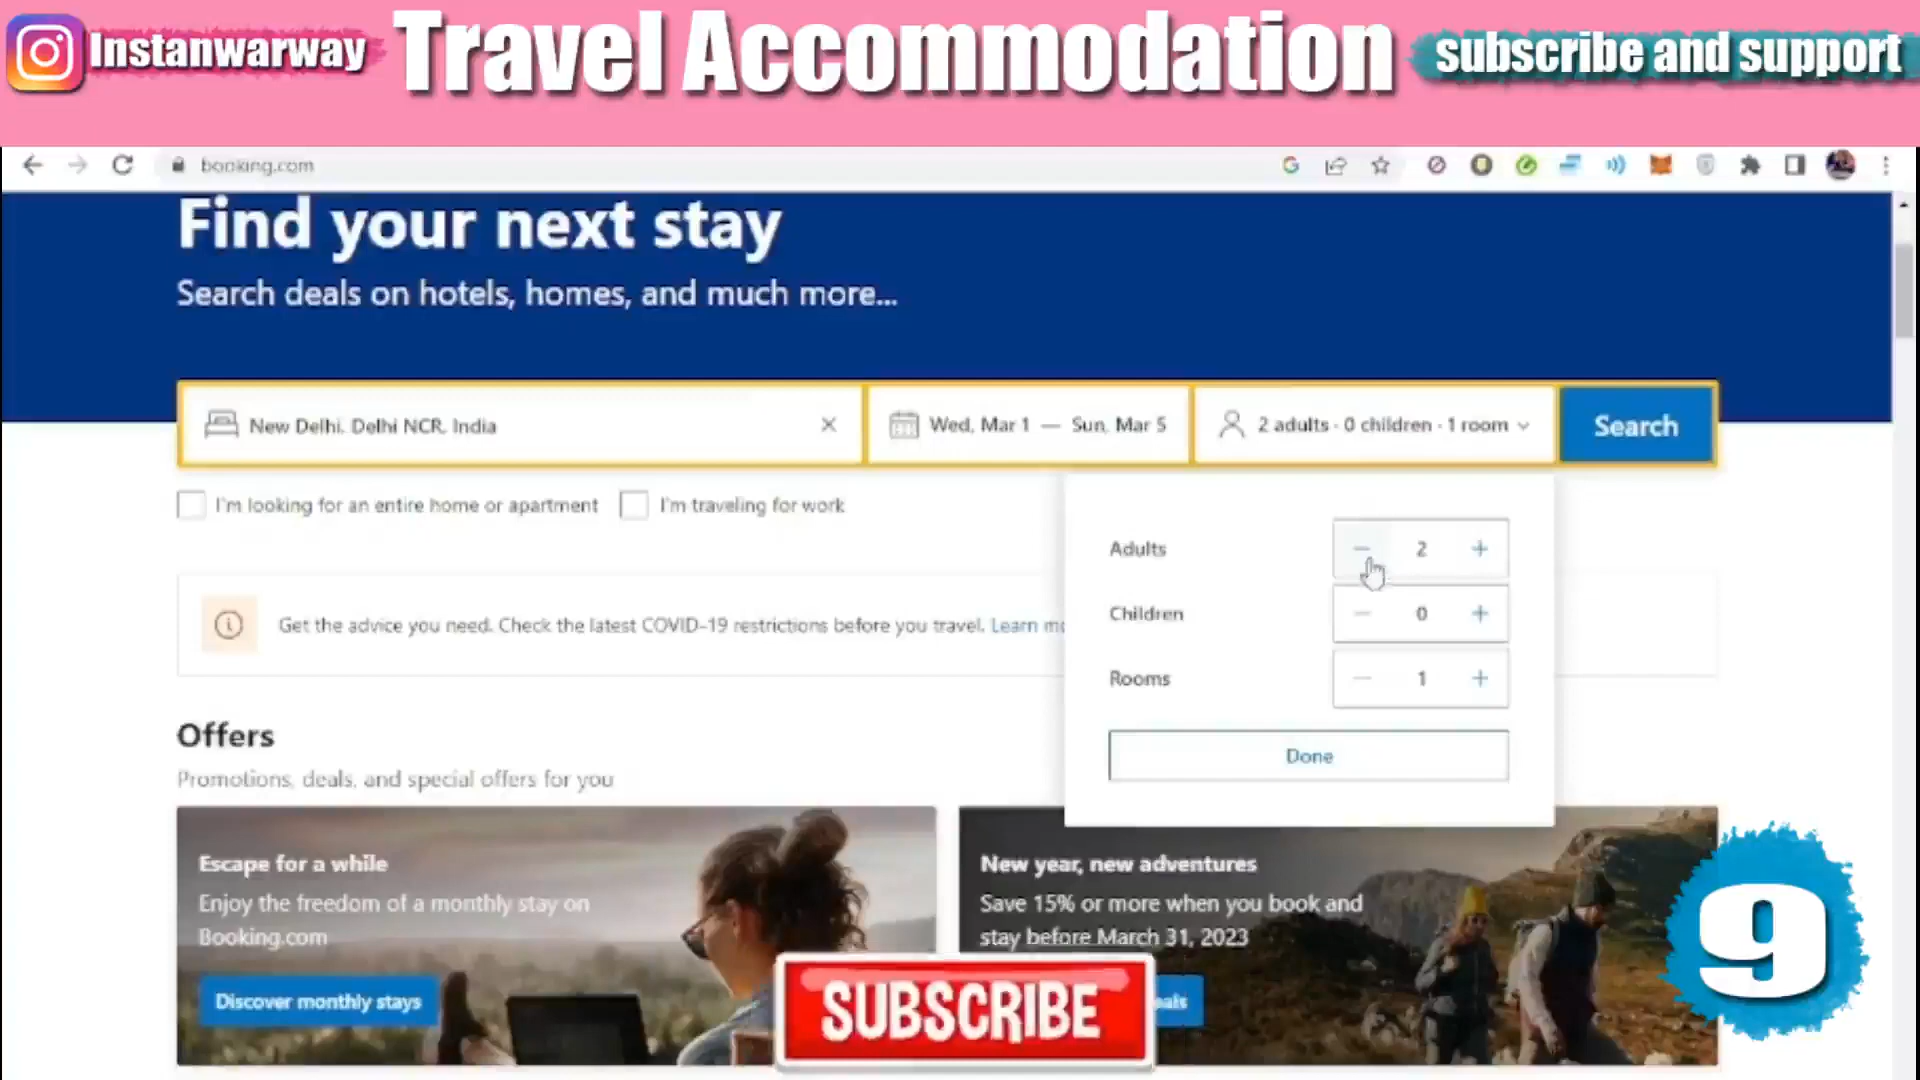 Instanwarway
Travel Accommodation
subscribe and support
booking.com
Find your next stay
Search deals on hotels, homes, and much more...
New Delhi, Delhi NCR, India
Wed, Mar 1 — Sun, Mar 5
2 adults · 0 children · 1 room
Search
I'm looking for an entire home or apartment
I'm traveling for work
Adults
2
Children
0
Rooms
1
Done
Get the advice you need. Check the latest COVID-19 restrictions before you travel. Learn
Offers
Promotions, deals, and special offers for you
Escape for a while
Enjoy the freedom of a monthly stay on
Booking.com
Discover monthly stays
New year, new adventures
Save 15% or more when you book and
stay before March 31, 2023
SUBSCRIBE
9